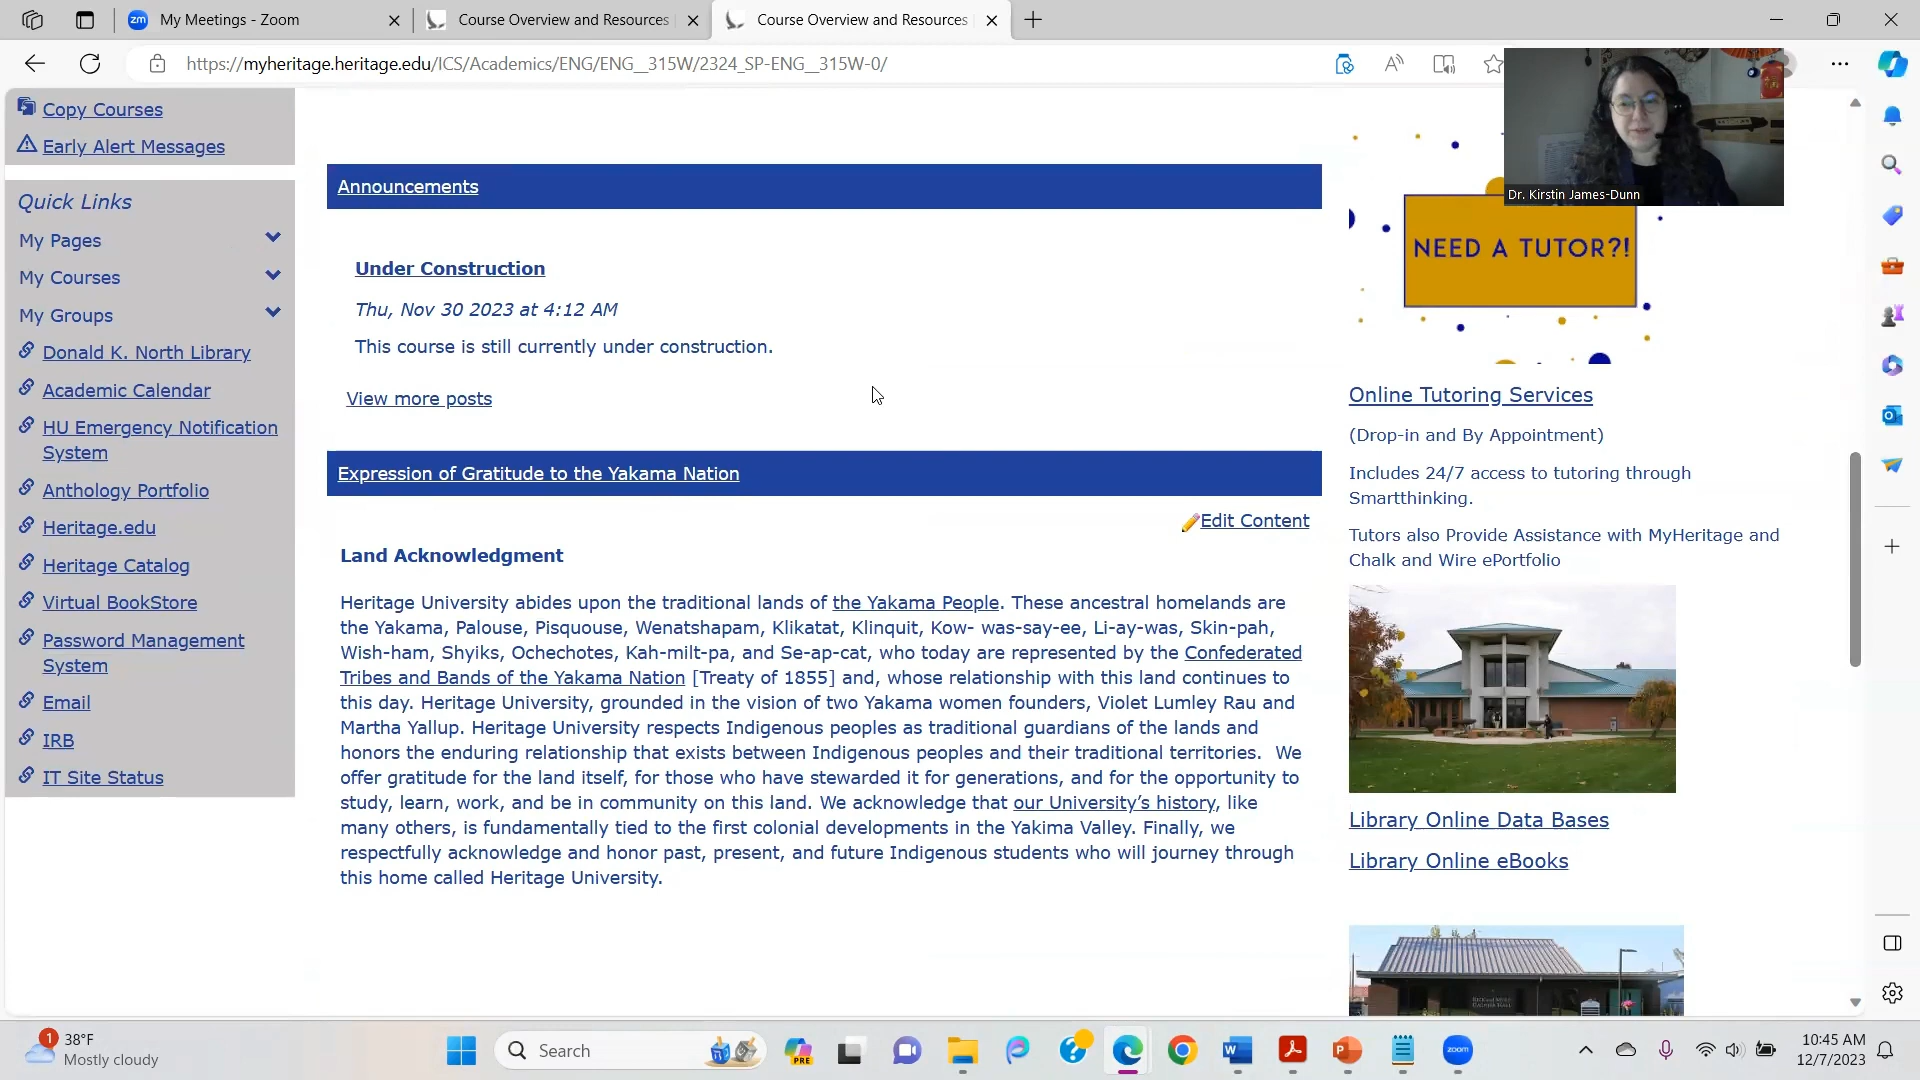 My Meetings - Zoom
Course Overview and Resources
Course Overview and Resources
https://myheritage.heritage.edu/ICS/Academics/ENG/ENG__315W/2324_SP-ENG__315W-0/
Dr. Kirstin James-Dunn
Copy Courses
Early Alert Messages
Quick Links
My Pages
My Courses
My Groups
Donald K. North Library
Academic Calendar
HU Emergency Notification
System
Anthology Portfolio
Heritage.edu
Heritage Catalog
Virtual BookStore
Password Management
System
Email
IRB
IT Site Status
Announcements
Under Construction
Thu, Nov 30 2023 at 4:12 AM
This course is still currently under construction.
View more posts
Expression of Gratitude to the Yakama Nation
Edit Content
Land Acknowledgment
Heritage University abides upon the traditional lands of the Yakama People. These ancestral homelands are
the Yakama, Palouse, Pisquouse, Wenatshapam, Klikatat, Klinquit, Kow- was-say-ee, Li-ay-was, Skin-pah,
Wish-ham, Shyiks, Ochechotes, Kah-milt-pa, and Se-ap-cat, who today are represented by the Confederated
Tribes and Bands of the Yakama Nation [Treaty of 1855] and, whose relationship with this land continues to
this day. Heritage University, grounded in the vision of two Yakama women founders, Violet Lumley Rau and
Martha Yallup. Heritage University respects Indigenous peoples as traditional guardians of the lands and
honors the enduring relationship that exists between Indigenous peoples and their traditional territories.  We
offer gratitude for the land itself, for those who have stewarded it for generations, and for the opportunity to
study, learn, work, and be in community on this land. We acknowledge that our University's history, like
many others, is fundamentally tied to the first colonial developments in the Yakima Valley. Finally, we
respectfully acknowledge and honor past, present, and future Indigenous students who will journey through
this home called Heritage University.
NEED A TUTOR?!
Online Tutoring Services
(Drop-in and By Appointment)
Includes 24/7 access to tutoring through
Smartthinking.
Tutors also Provide Assistance with MyHeritage and
Chalk and Wire ePortfolio
Library Online Data Bases
Library Online eBooks
1
38°F
Mostly cloudy
Search
PRE
zoom
10:45 AM
12/7/2023